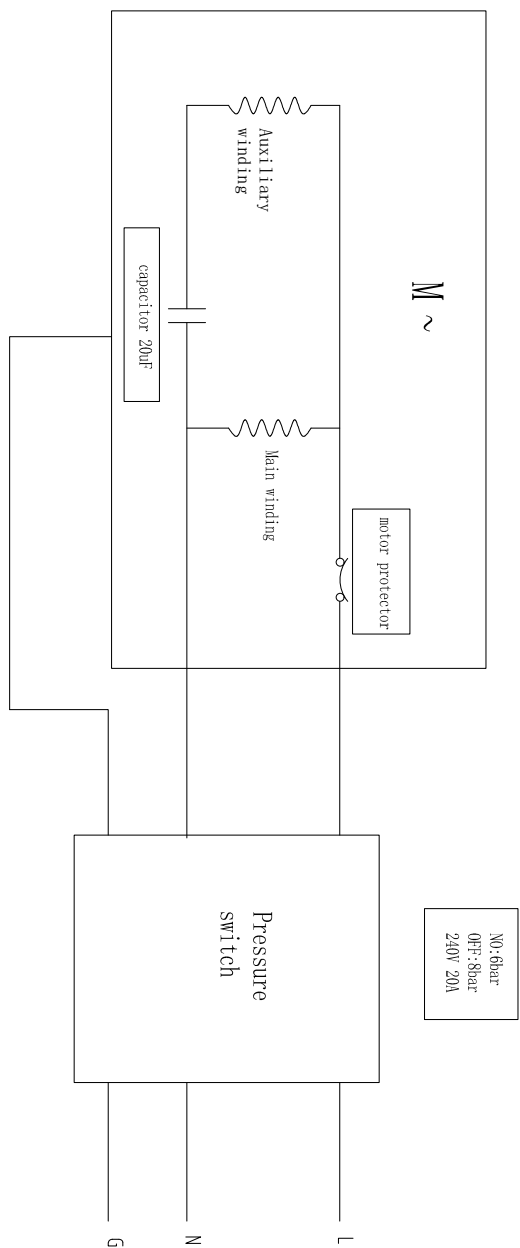 M ~
motor protector
Auxiliary
winding
Main winding
capacitor 20uF
NO:6bar
OFF:8bar
240V 20A
Pressure
switch
L
N
G